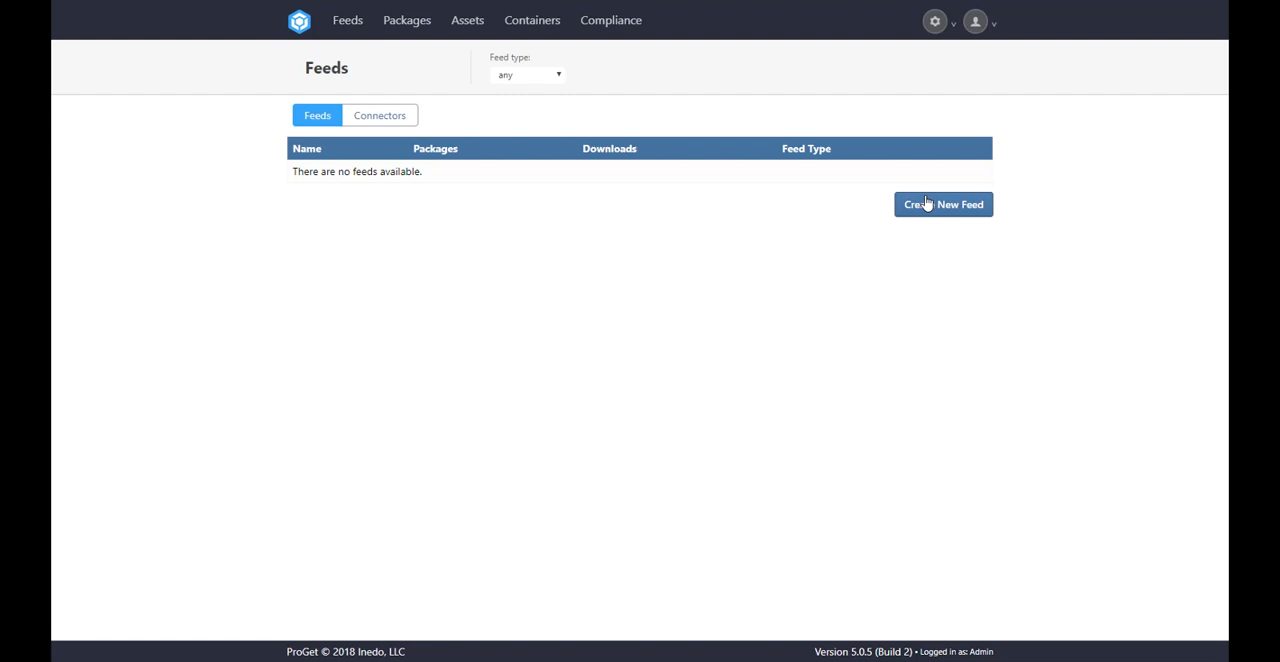 Feeds Packages Assets Containers Compliance
Feeds
Feed type:
any
Feeds Connectors
Name Packages Downloads Feed Type
There are no feeds available.
New Feed
ProGet © 2018 Inedo, LLC
Version 5.0.5 (Build 2) • Logged in as: Admin